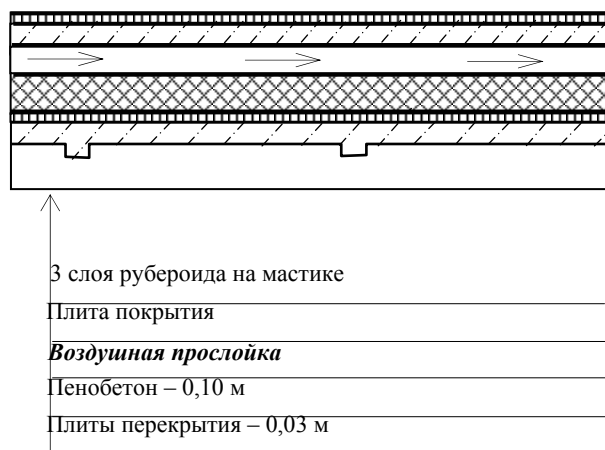 3 слоя рубероида на мастике
Плита покрытия
Воздушная прослойка
Пенобетон – 0,10 м
Плиты перекрытия – 0,03 м